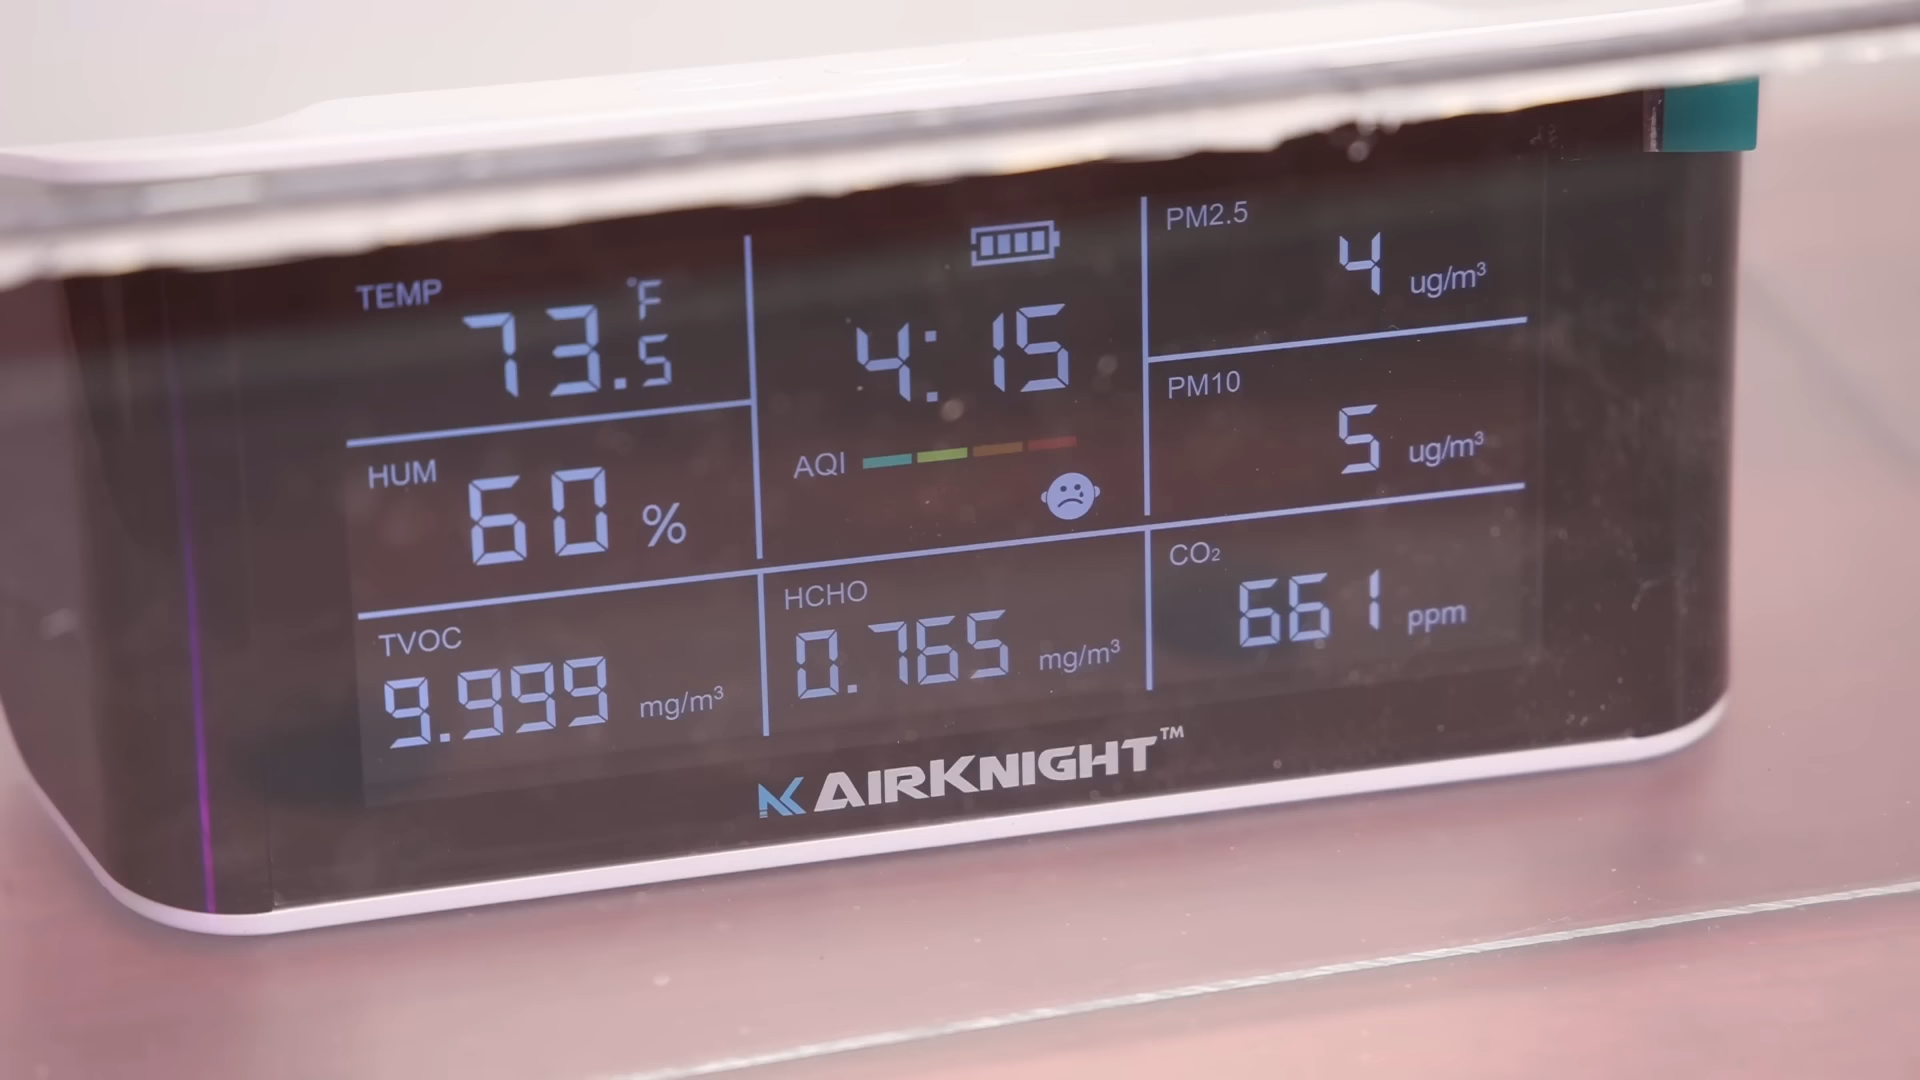 TEMP
73.5 °F
HUM
60 %
4:15
AQI
PM2.5
4 ug/m³
PM10
5 ug/m³
TVOC
9.999 mg/m³
HCHO
0.765 mg/m³
CO₂
661 ppm
AIRKNIGHT™